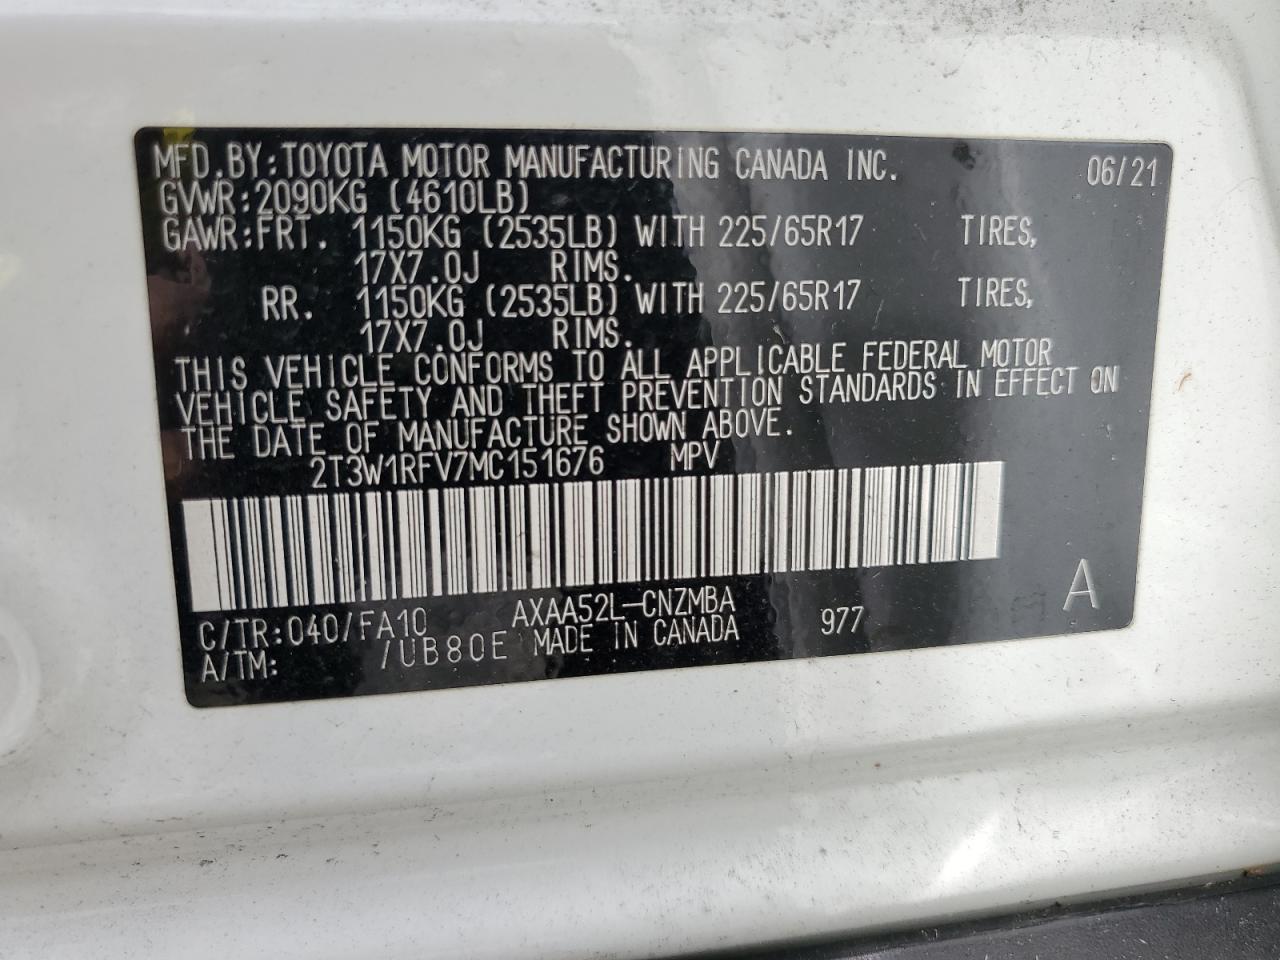 MFD.BY:TOYOTA MOTOR MANUFACTURING CANADA INC. 06/21
GVWR:2090KG (4610LB)
GAWR:FRT. 1150KG (2535LB) WITH 225/65R17 TIRES,
17X7.0J RIMS.
RR. 1150KG (2535LB) WITH 225/65R17 TIRES,
17X7.0J RIMS.
THIS VEHICLE CONFORMS TO ALL APPLICABLE FEDERAL MOTOR
VEHICLE SAFETY AND THEFT PREVENTION STANDARDS IN EFFECT ON
THE DATE OF MANUFACTURE SHOWN ABOVE.
2T3W1RFV7MC151676 MPV
C/TR:040/FA10 AXAA52L-CNZMBA 977 A
A/TM: /UB80E MADE IN CANADA